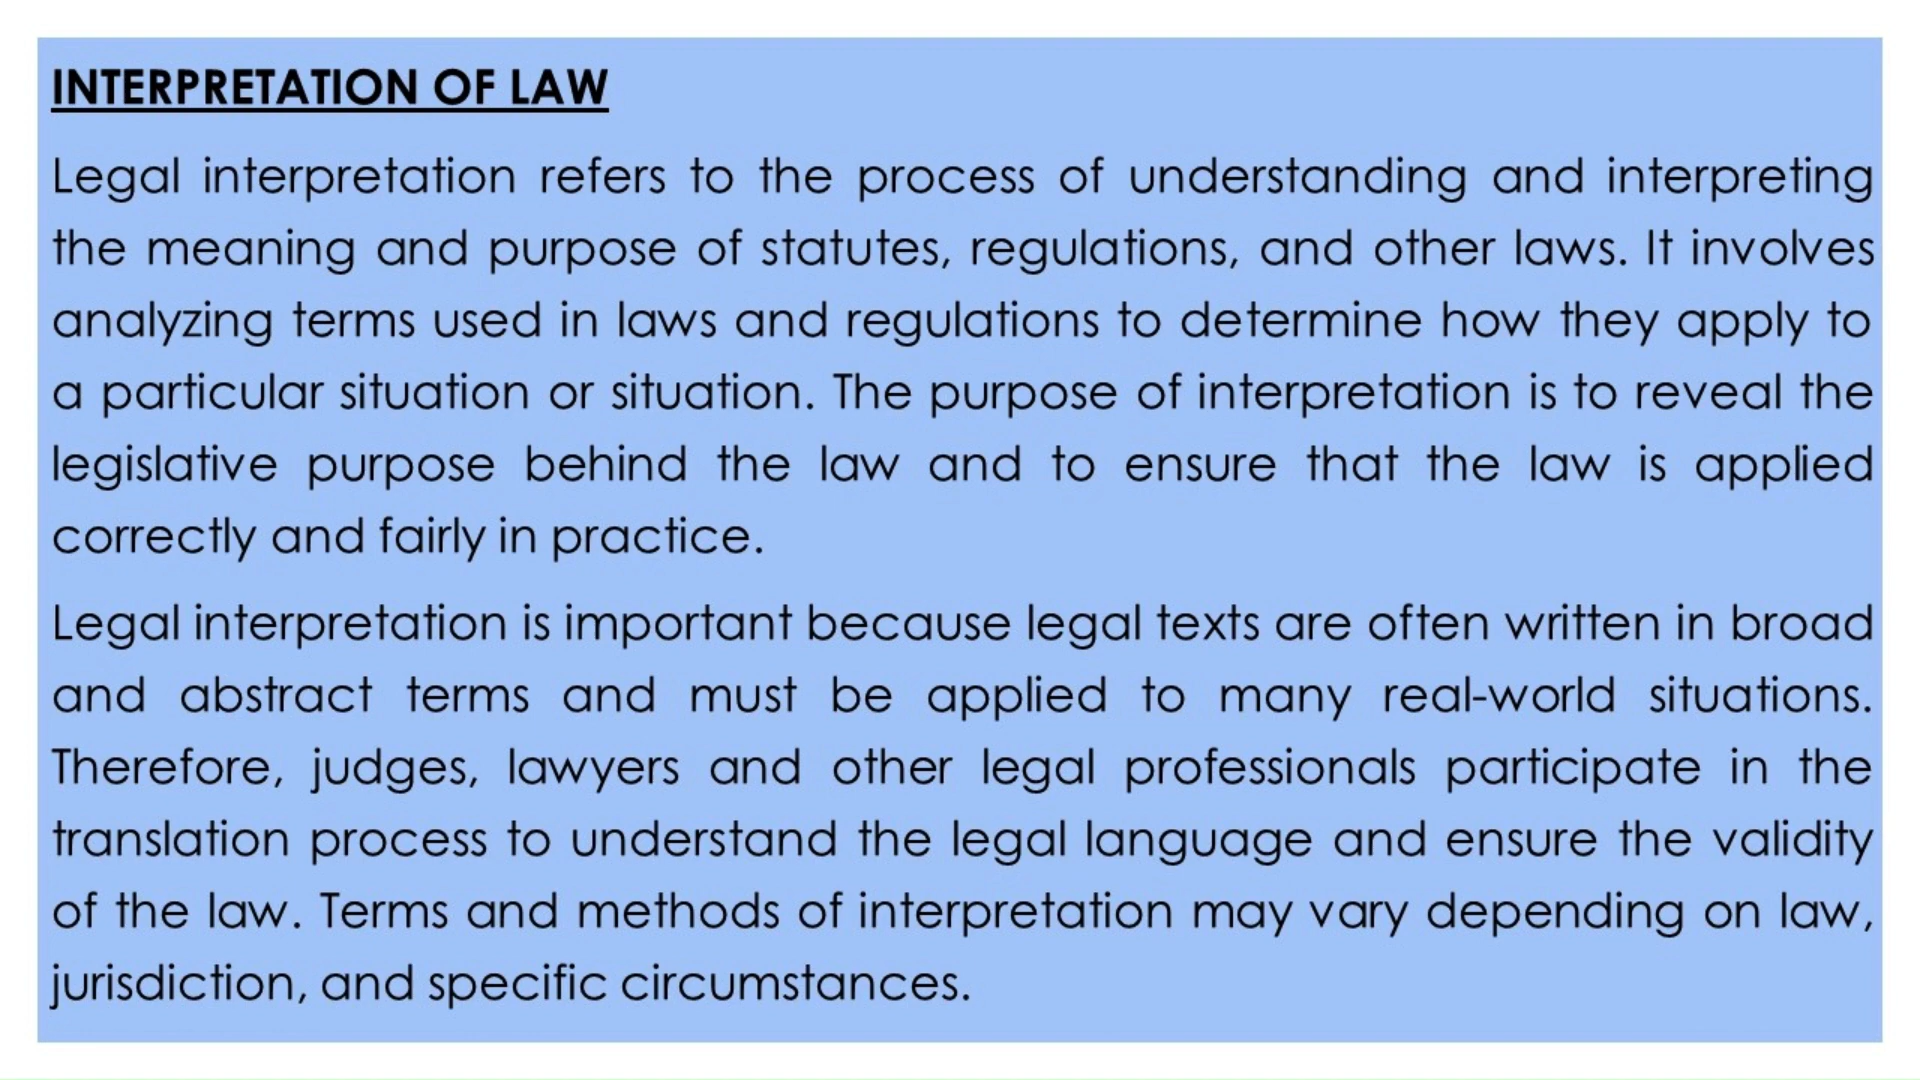 INTERPRETATION OF LAW
Legal interpretation refers to the process of understanding and interpreting
the meaning and purpose of statutes, regulations, and other laws. It involves
analyzing terms used in laws and regulations to determine how they apply to
a particular situation or situation. The purpose of interpretation is to reveal the
legislative purpose behind the law and to ensure that the law is applied
correctly and fairly in practice.
Legal interpretation is important because legal texts are often written in broad
and abstract terms and must be applied to many real-world situations.
Therefore, judges, lawyers and other legal professionals participate in the
translation process to understand the legal language and ensure the validity
of the law. Terms and methods of interpretation may vary depending on law,
jurisdiction, and specific circumstances.